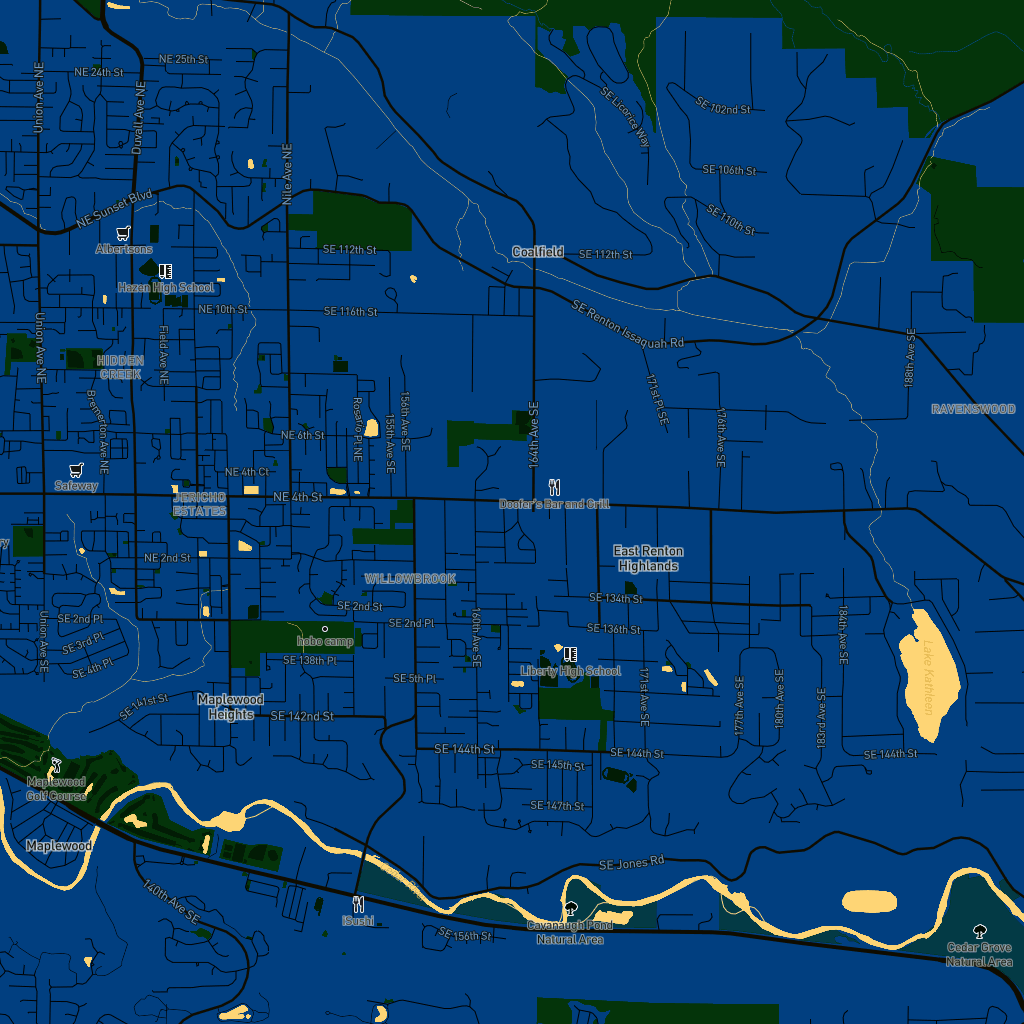 NE 25th St
NE 24th St
Union Ave NE
Duvall Ave NE
SE Licorice Way
SE 102nd St
Nile Ave NE
SE 106th St
NE Sunset Blvd
SE 110th St
Albertsons
SE 112th St
Coalfield
SE 112th St
Hazen High School
NE 10th St
SE 116th St
SE Renton Issaquah Rd
Union Ave NE
Field Ave NE
188th Ave SE
HIDDEN
CREEK
171st Pl SE
Bremerton Ave NE
Rosario Pl NE
155th Ave SE
156th Ave SE
164th Ave SE
176th Ave SE
RAVENSWOOD
NE 6th St
NE 4th Ct
Safeway
JERICHO
ESTATES
NE 4th St
Doofer's Bar and Grill
ry
NE 2nd St
East Renton
Highlands
WILLOWBROOK
SE 134th St
SE 2nd St
SE 2nd Pl
SE 2nd Pl
SE 136th St
Union Ave SE
160th Ave SE
184th Ave SE
SE 3rd Pl
hobo camp
SE 4th Pl
SE 138th Pl
Liberty High School
SE 5th Pl
Lake Kathleen
171st Ave SE
177th Ave SE
180th Ave SE
183rd Ave SE
SE 141st St
Maplewood
Heights
SE 142nd St
SE 144th St
SE 144th St
SE 144th St
SE 145th St
Maplewood
Golf Course
SE 147th St
Maplewood
SE Jones Rd
140th Ave SE
iSushi
SE 156th St
Cavanaugh Pond
Natural Area
Cedar Grove
Natural Area